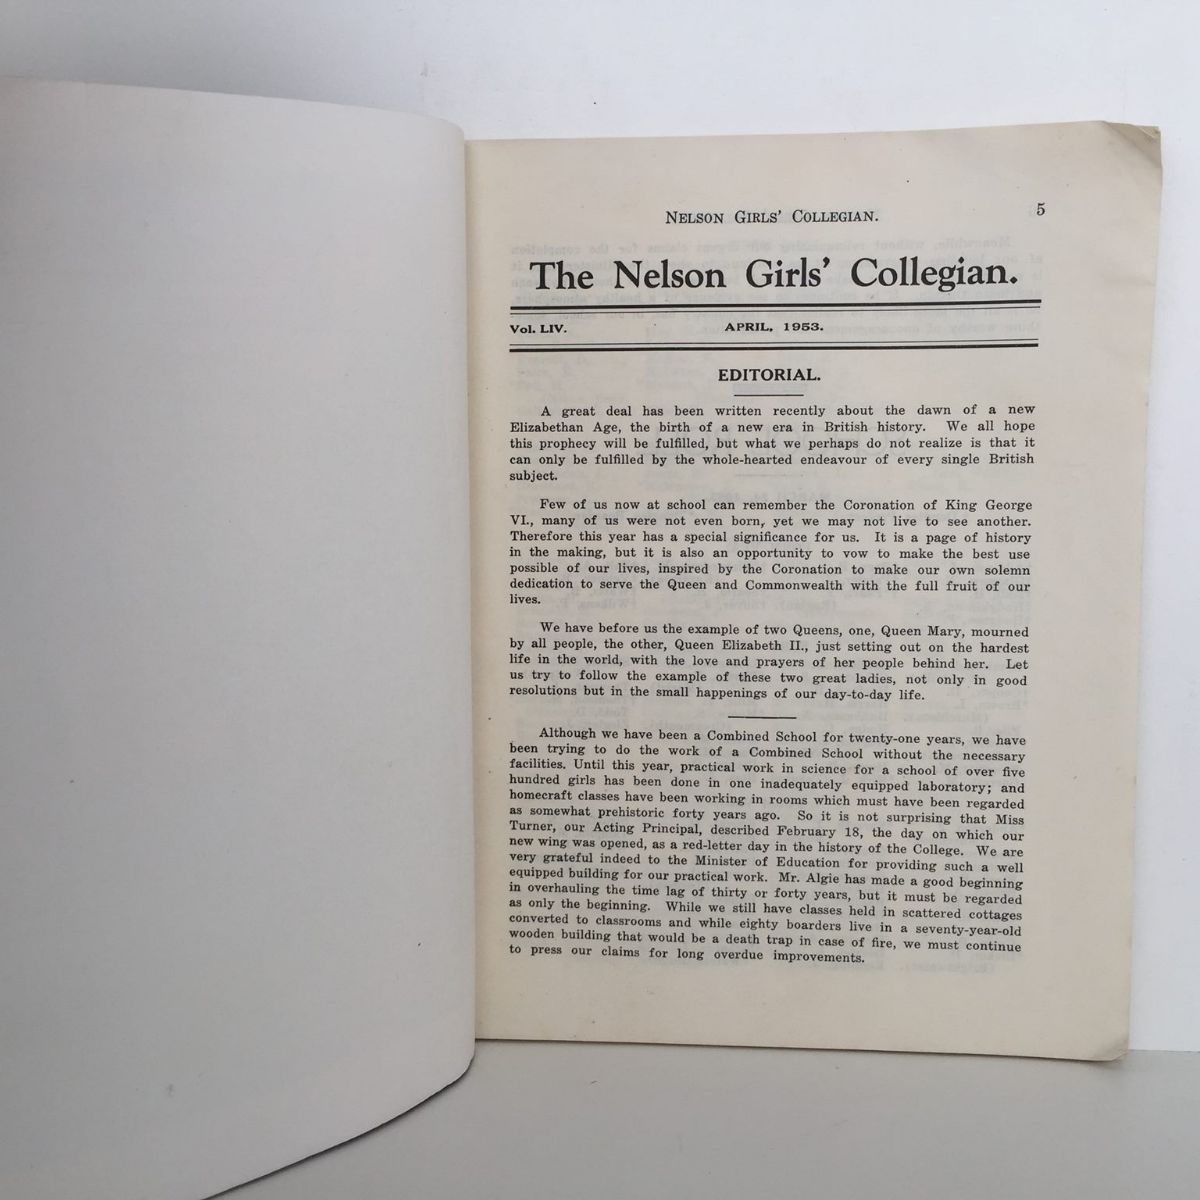 NELSON GIRLS' COLLEGIAN.
5
The Nelson Girls' Collegian.
Vol. LIV.
APRIL, 1953.
EDITORIAL.
A great deal has been written recently about the dawn of a new
Elizabethan Age, the birth of a new era in British history. We all hope
this prophecy will be fulfilled, but what we perhaps do not realize is that it
can only be fulfilled by the whole-hearted endeavour of every single British
subject.
Few of us now at school can remember the Coronation of King George
VI., many of us were not even born, yet we may not live to see another.
Therefore this year has a special significance for us. It is a page of history
in the making, but it is also an opportunity to vow to make the best use
possible of our lives, inspired by the Coronation to make our own solemn
dedication to serve the Queen and Commonwealth with the full fruit of our
lives.
We have before us the example of two Queens, one, Queen Mary, mourned
by all people, the other, Queen Elizabeth II., just setting out on the hardest
life in the world, with the love and prayers of her people behind her. Let
us try to follow the example of these two great ladies, not only in good
resolutions but in the small happenings of our day-to-day life.
Although we have been a Combined School for twenty-one years, we have
been trying to do the work of a Combined School without the necessary
facilities. Until this year, practical work in science for a school of over five
hundred girls has been done in one inadequately equipped laboratory; and
homecraft classes have been working in rooms which must have been regarded
as somewhat prehistoric forty years ago. So it is not surprising that Miss
Turner, our Acting Principal, described February 18, the day on which our
new wing was opened, as a red-letter day in the history of the College. We are
very grateful indeed to the Minister of Education for providing such a well
equipped building for our practical work. Mr. Algie has made a good beginning
in overhauling the time lag of thirty or forty years, but it must be regarded
as only the beginning. While we still have classes held in scattered cottages
converted to classrooms and while eighty boarders live in a seventy-year-old
wooden building that would be a death trap in case of fire, we must continue
to press our claims for long overdue improvements.